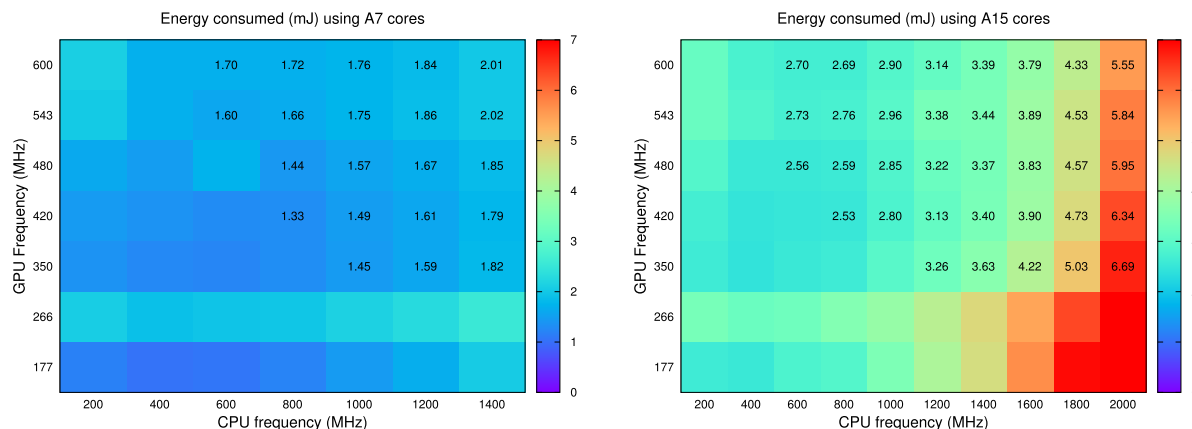 Energy consumed (mJ) using A7 cores
GPU Frequency (MHz)
600 1.70 1.72 1.76 1.84 2.01
543 1.60 1.66 1.75 1.86 2.02
480 1.44 1.57 1.67 1.85
420 1.33 1.49 1.61 1.79
350 1.45 1.59 1.82
266
177
200 400 600 800 1000 1200 1400
CPU frequency (MHz)
7
6
5
4
3
2
1
0
Energy consumed (mJ) using A15 cores
GPU Frequency (MHz)
600 2.70 2.69 2.90 3.14 3.39 3.79 4.33 5.55
543 2.73 2.76 2.96 3.38 3.44 3.89 4.53 5.84
480 2.56 2.59 2.85 3.22 3.37 3.83 4.57 5.95
420 2.53 2.80 3.13 3.40 3.90 4.73 6.34
350 3.26 3.63 4.22 5.03 6.69
266
177
200 400 600 800 1000 1200 1400 1600 1800 2000
CPU frequency (MHz)